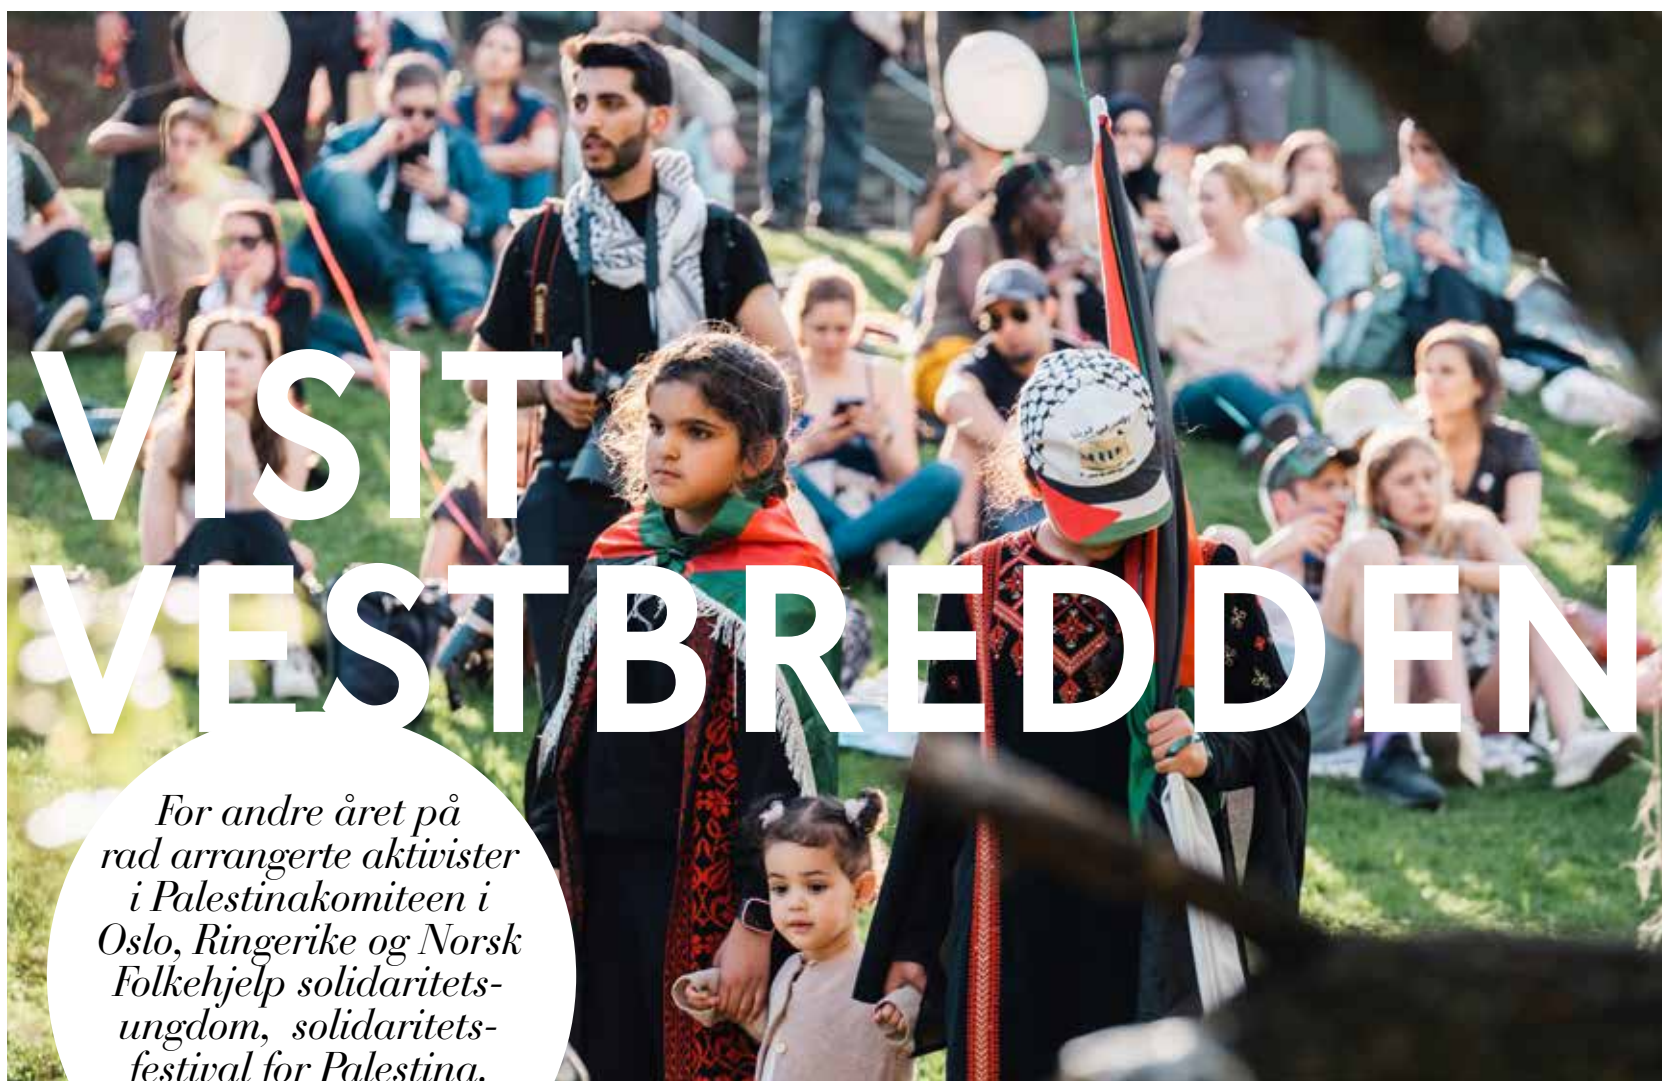 VISIT
VESTBREDDEN
For andre året på
rad arrangerte aktivister
i Palestinakomiteen i
Oslo, Ringerike og Norsk
Folkehjelp solidaritets-
ungdom, solidaritets-
festival for Palestina.